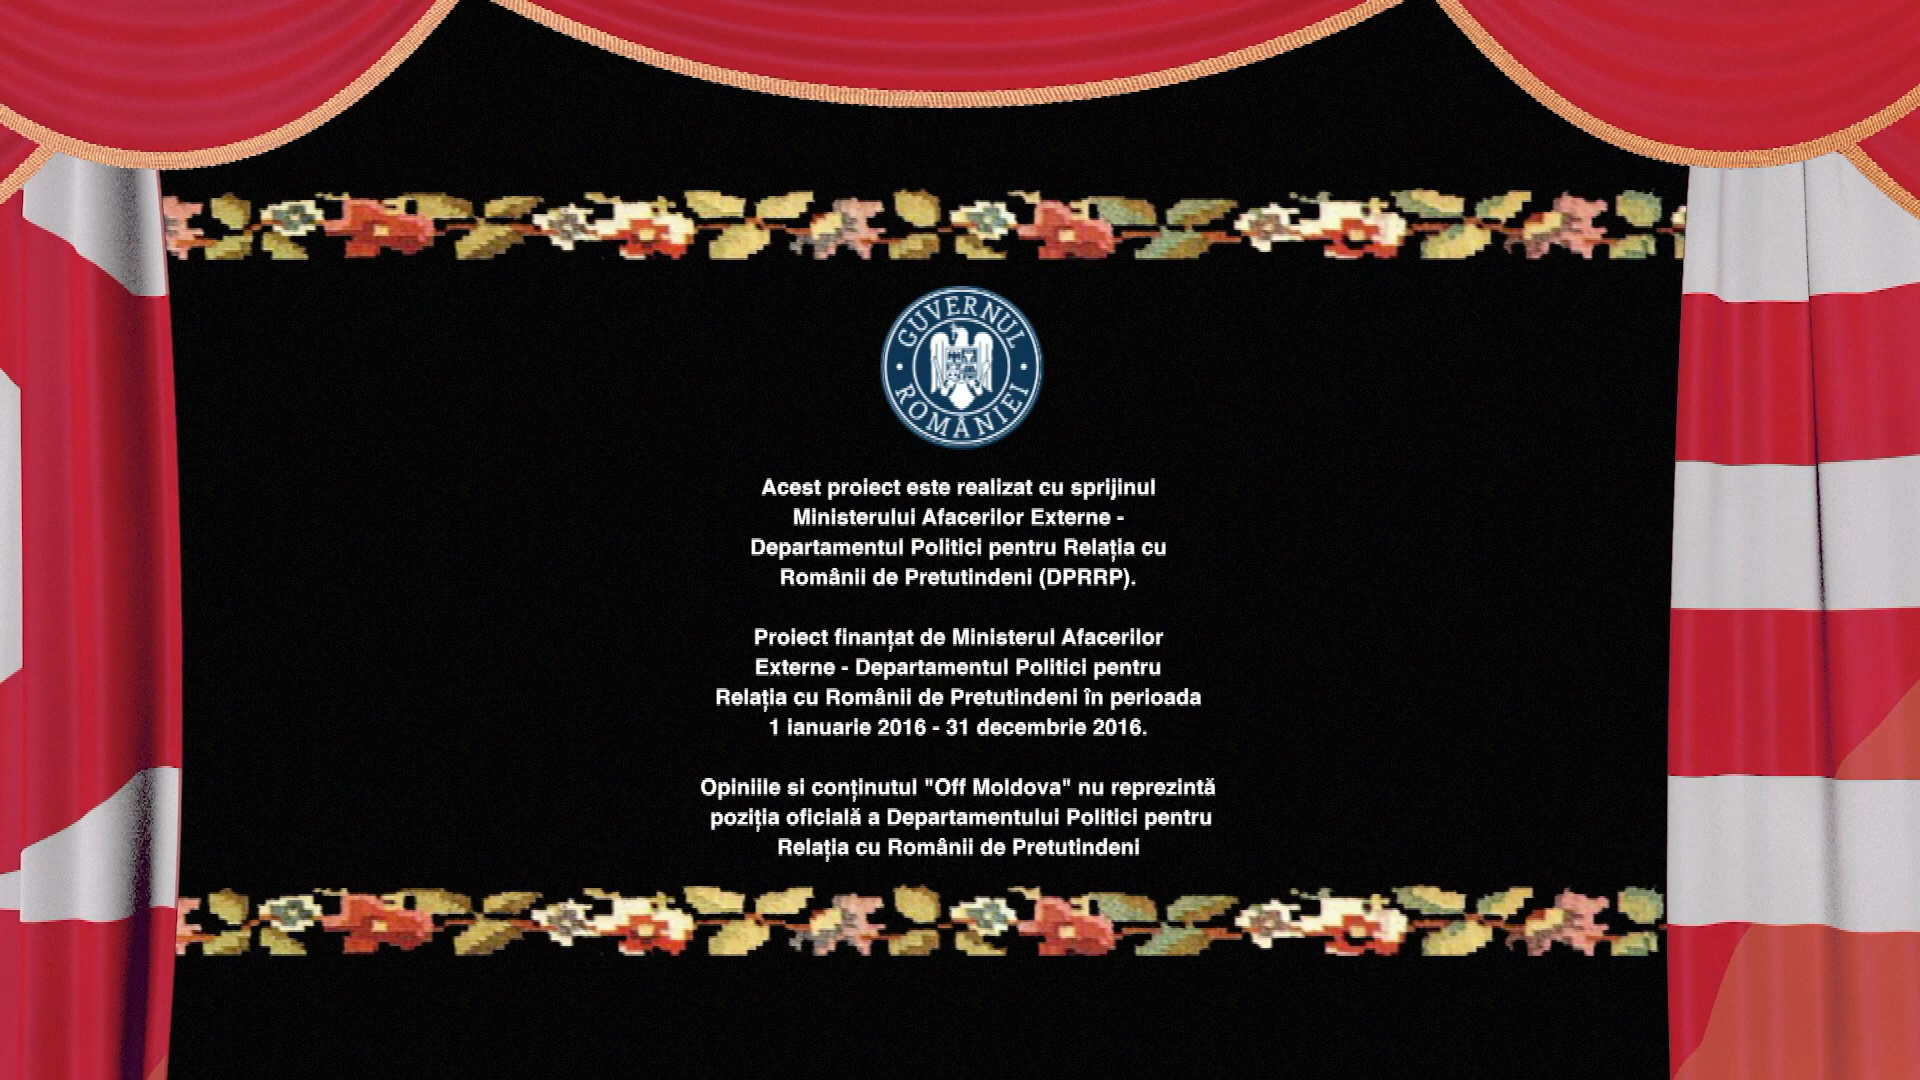 GUVERNUL
ROMÂNIEI
Acest proiect este realizat cu sprijinul
Ministerului Afacerilor Externe -
Departamentul Politici pentru Relația cu
Românii de Pretutindeni (DPRRP).
Proiect finanțat de Ministerul Afacerilor
Externe - Departamentul Politici pentru
Relația cu Românii de Pretutindeni în perioada
1 ianuarie 2016 - 31 decembrie 2016.
Opiniile si conținutul "Off Moldova" nu reprezintă
poziția oficială a Departamentului Politici pentru
Relația cu Românii de Pretutindeni